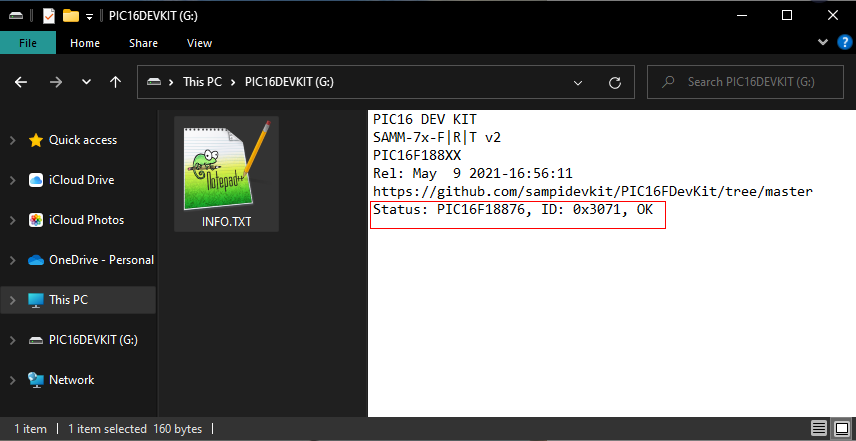 PIC16DEVKIT (G:)
File Home Share View
This PC > PIC16DEVKIT (G:)
Search PIC16DEVKIT (G:)
Quick access
iCloud Drive
iCloud Photos
OneDrive - Personal
This PC
PIC16DEVKIT (G:)
Network
Notepad++
INFO.TXT
PIC16 DEV KIT
SAMM-7x-F|R|T v2
PIC16F188XX
Rel: May  9 2021-16:56:11
https://github.com/sampidevkit/PIC16FDevKit/tree/master
Status: PIC16F18876, ID: 0x3071, OK
1 item | 1 item selected 160 bytes |